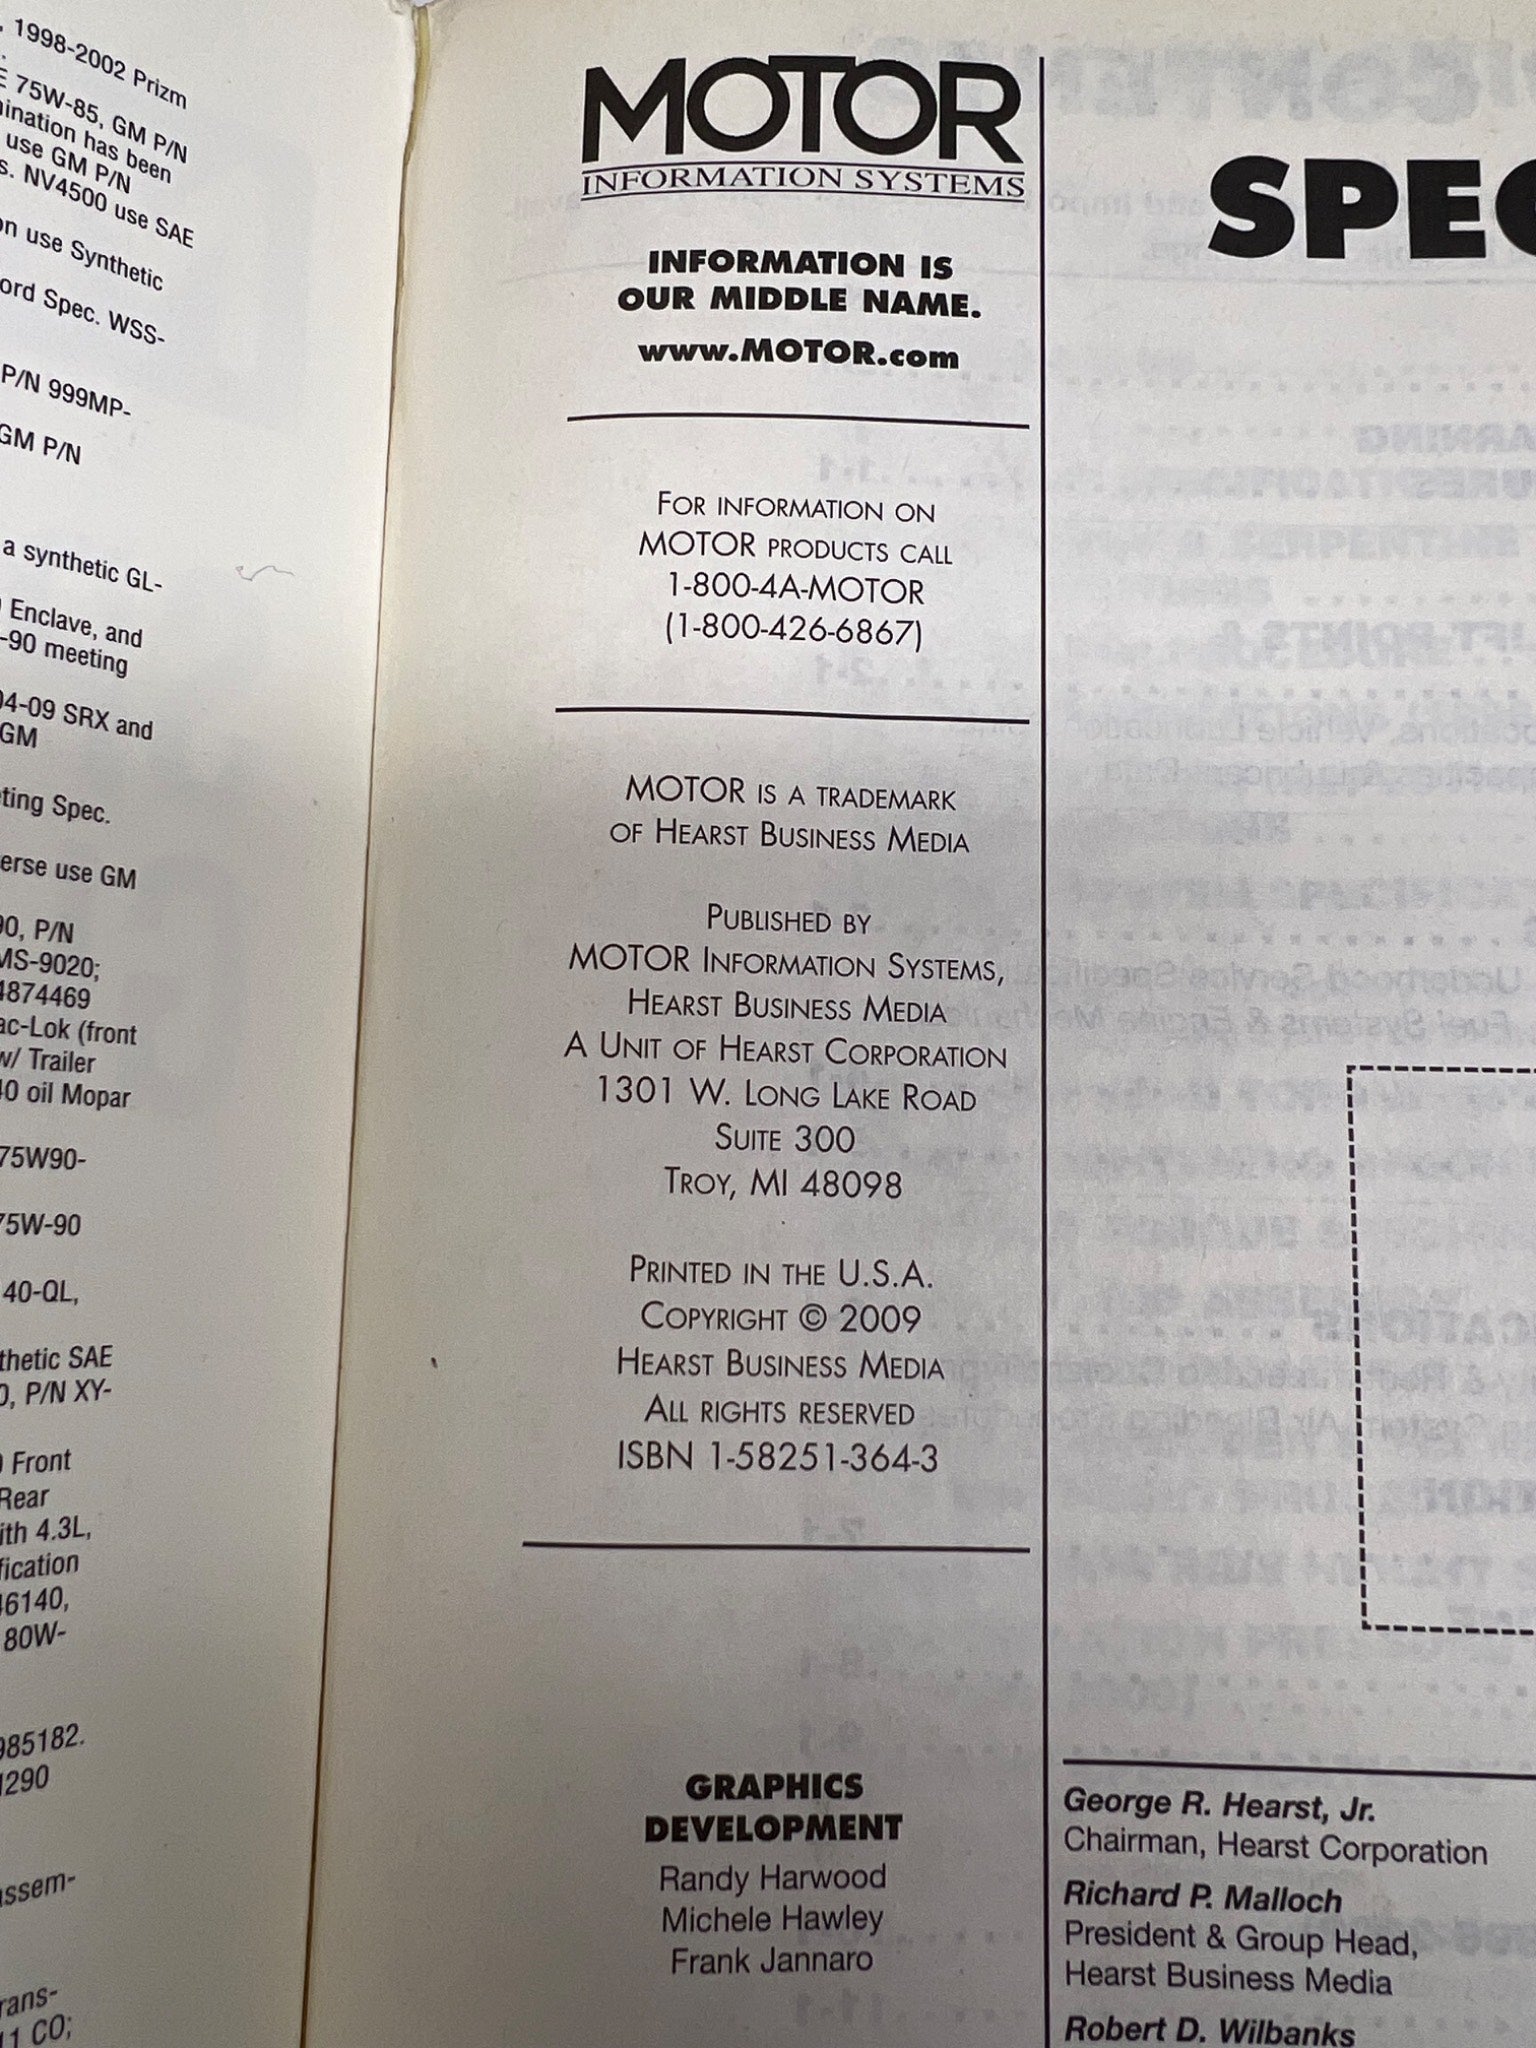 , 1998-2002 Prizm
75W-85, GM P/N
ination has been
use GM P/N
s. NV4500 use SAE
on use Synthetic
ord Spec. WSS-
P/N 999MP-
GM P/N
a synthetic GL-
Enclave, and
-90 meeting
04-09 SRX and
GM
ting Spec.
erse use GM
90, P/N
MS-9020;
4874469
ac-Lok (front
w/ Trailer
40 oil Mopar
75W90-
75W-90
40-QL,
thetic SAE
0, P/N XY-
Front
Rear
ith 4.3L,
fication
46140,
80W-
985182.
1290
assem-
rans-
11 CO;
MOTOR
INFORMATION SYSTEMS
INFORMATION IS
OUR MIDDLE NAME.
www.MOTOR.com
FOR INFORMATION ON
MOTOR PRODUCTS CALL
1-800-4A-MOTOR
(1-800-426-6867)
MOTOR IS A TRADEMARK
OF HEARST BUSINESS MEDIA
PUBLISHED BY
MOTOR INFORMATION SYSTEMS,
HEARST BUSINESS MEDIA
A UNIT OF HEARST CORPORATION
1301 W. LONG LAKE ROAD
SUITE 300
TROY, MI 48098
PRINTED IN THE U.S.A.
COPYRIGHT © 2009
HEARST BUSINESS MEDIA
ALL RIGHTS RESERVED
ISBN 1-58251-364-3
GRAPHICS
DEVELOPMENT
Randy Harwood
Michele Hawley
Frank Jannaro
SPEC
George R. Hearst, Jr.
Chairman, Hearst Corporation
Richard P. Malloch
President & Group Head,
Hearst Business Media
Robert D. Wilbanks